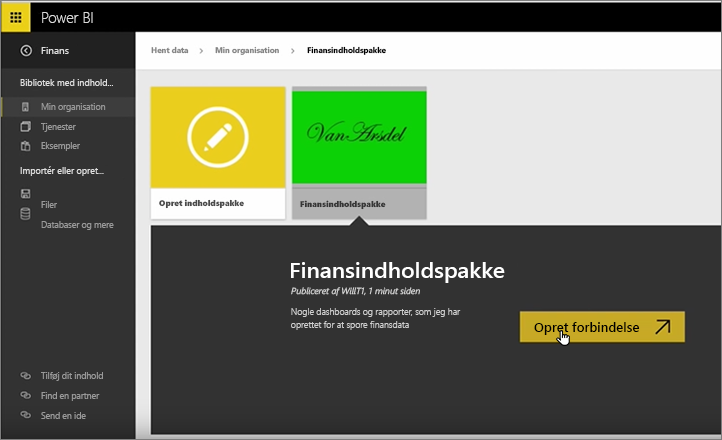 Power BI
Finans
Bibliotek med indhold...
Min organisation
Tjenester
Eksempler
Importér eller opret...
Filer
Databaser og mere
Tilføj dit indhold
Find en partner
Send en ide
Hent data > Min organisation > Finansindholdspakke
VanArsdel
Opret indholdspakke
Finansindholdspakke
Finansindholdspakke
Publiceret af WillT1, 1 minut siden
Nogle dashboards og rapporter, som jeg har
oprettet for at spore finansdata
Opret forbindelse